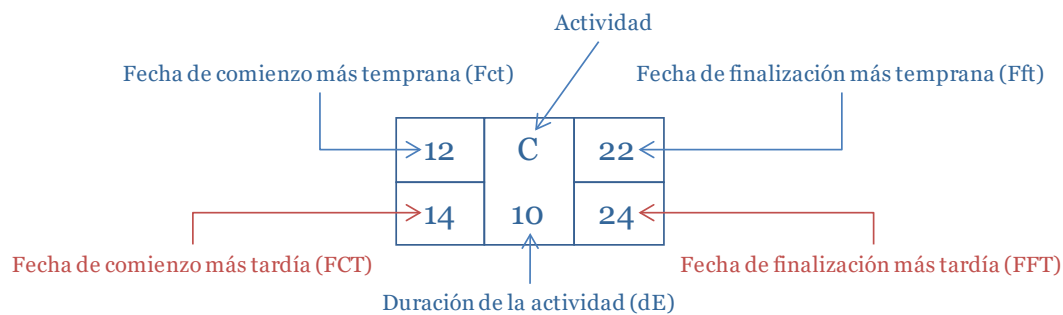 Actividad
Fecha de comienzo más temprana (Fct)
Fecha de finalización más temprana (Fft)
12 C 22
14 10 24
Fecha de comienzo más tardía (FCT)
Fecha de finalización más tardía (FFT)
Duración de la actividad (dE)